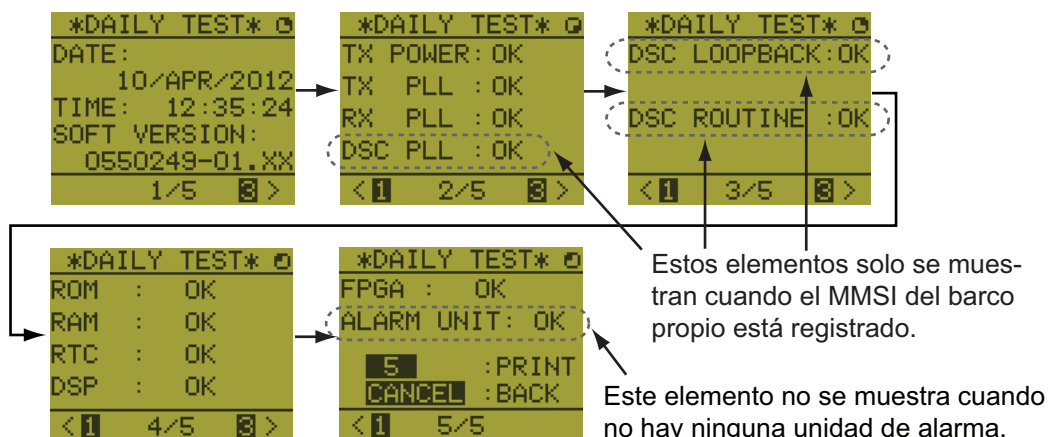 *DAILY TEST*
DATE:
10/APR/2012
TIME: 12:35:24
SOFT VERSION:
0550249-01.XX
1/5 3 >
*DAILY TEST*
TX POWER: OK
TX PLL : OK
RX PLL : OK
DSC PLL : OK
< 1 2/5 3 >
*DAILY TEST*
DSC LOOPBACK:OK
DSC ROUTINE :OK
< 1 3/5 3 >
Estos elementos solo se mues-
tran cuando el MMSI del barco
propio está registrado.
*DAILY TEST*
ROM : OK
RAM : OK
RTC : OK
DSP : OK
< 1 4/5 3 >
*DAILY TEST*
FPGA : OK
ALARM UNIT: OK
5 :PRINT
CANCEL :BACK
< 1 5/5
Este elemento no se muestra cuando
no hay ninguna unidad de alarma.